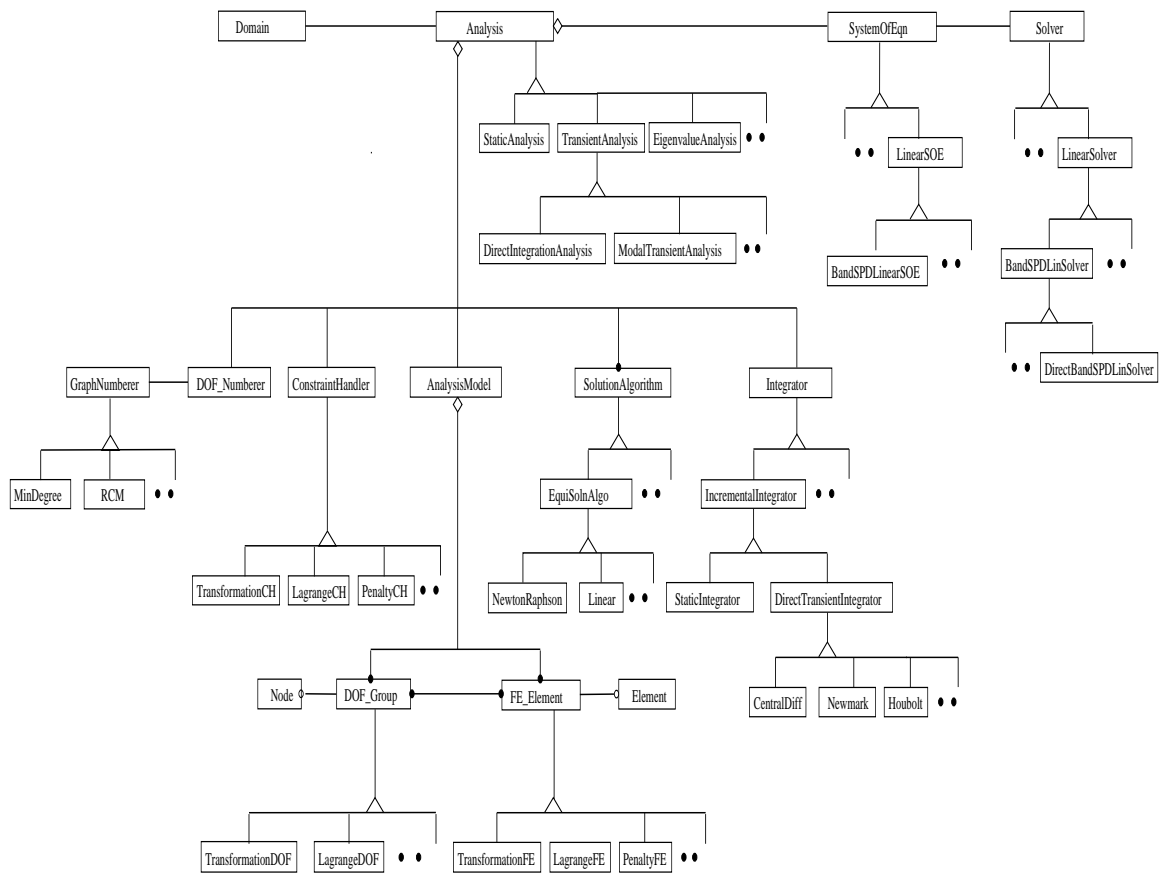 Domain
Analysis
SystemOfEqn
Solver
StaticAnalysis
TransientAnalysis
EigenvalueAnalysis
LinearSOE
LinearSolver
DirectIntegrationAnalysis
ModalTransientAnalysis
BandSPDLinearSOE
BandSPDLinSolver
DirectBandSPDLinSolver
GraphNumberer
DOF_Numberer
ConstraintHandler
AnalysisModel
SolutionAlgorithm
Integrator
MinDegree
RCM
EquiSolnAlgo
IncrementalIntegrator
TransformationCH
LagrangeCH
PenaltyCH
NewtonRaphson
Linear
StaticIntegrator
DirectTransientIntegrator
Node
DOF_Group
FE_Element
Element
CentralDiff
Newmark
Houbolt
TransformationDOF
LagrangeDOF
TransformationFE
LagrangeFE
PenaltyFE